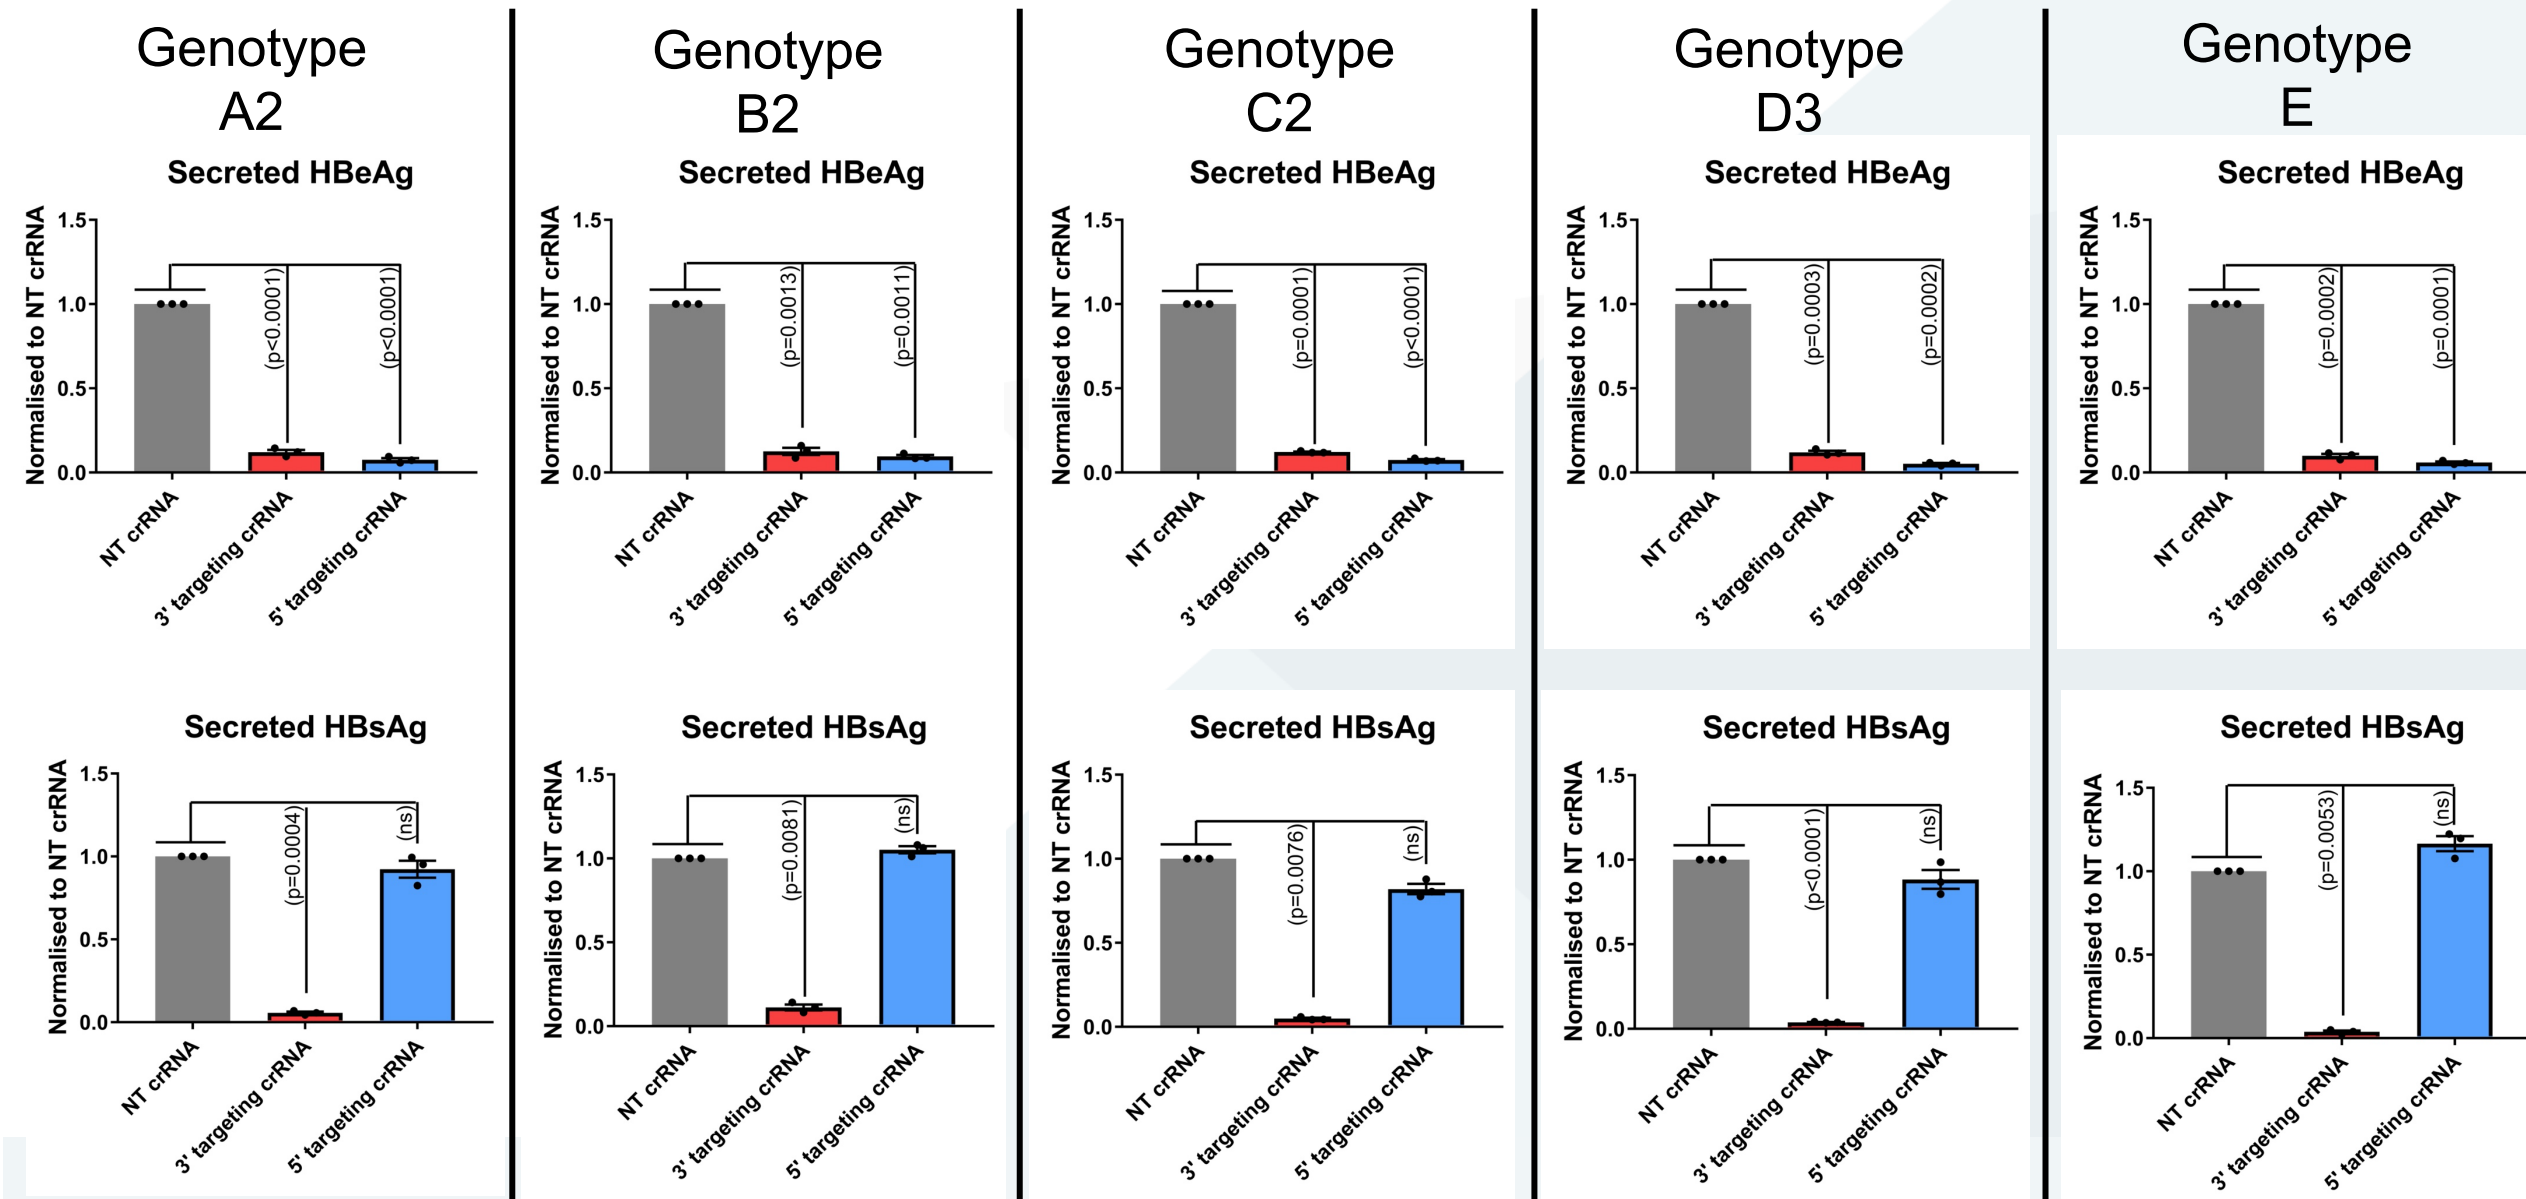 Genotype
A2
Secreted HBeAg
Normalised to NT crRNA
1.5
1.0
0.5
0.0
(p<0.0001)
(p<0.0001)
NT crRNA
3' targeting crRNA
5' targeting crRNA
Secreted HBsAg
Normalised to NT crRNA
1.5
1.0
0.5
0.0
(p=0.0004)
(ns)
NT crRNA
3' targeting crRNA
5' targeting crRNA
Genotype
B2
Secreted HBeAg
Normalised to NT crRNA
1.5
1.0
0.5
0.0
(p=0.0013)
(p=0.0011)
NT crRNA
3' targeting crRNA
5' targeting crRNA
Secreted HBsAg
Normalised to NT crRNA
1.5
1.0
0.5
0.0
(p=0.0081)
(ns)
NT crRNA
3' targeting crRNA
5' targeting crRNA
Genotype
C2
Secreted HBeAg
Normalised to NT crRNA
1.5
1.0
0.5
0.0
(p=0.0001)
(p<0.0001)
NT crRNA
3' targeting crRNA
5' targeting crRNA
Secreted HBsAg
Normalised to NT crRNA
1.5
1.0
0.5
0.0
(p=0.0076)
(ns)
NT crRNA
3' targeting crRNA
5' targeting crRNA
Genotype
D3
Secreted HBeAg
Normalised to NT crRNA
1.5
1.0
0.5
0.0
(p=0.0003)
(p=0.0002)
NT crRNA
3' targeting crRNA
5' targeting crRNA
Secreted HBsAg
Normalised to NT crRNA
1.5
1.0
0.5
0.0
(p<0.0001)
(ns)
NT crRNA
3' targeting crRNA
5' targeting crRNA
Genotype
E
Secreted HBeAg
Normalised to NT crRNA
1.5
1.0
0.5
0.0
(p=0.0002)
(p=0.0001)
NT crRNA
3' targeting crRNA
5' targeting crRNA
Secreted HBsAg
Normalised to NT crRNA
1.5
1.0
0.5
0.0
(p=0.0053)
(ns)
NT crRNA
3' targeting crRNA
5' targeting crRNA